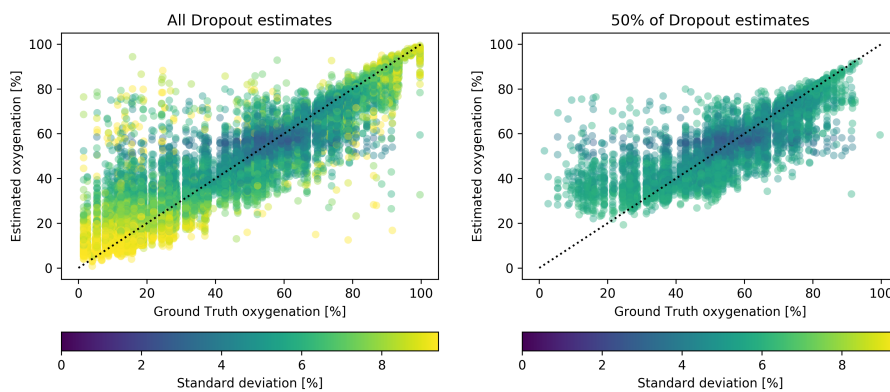 All Dropout estimates
100
80
60
40
20
0
Estimated oxygenation [%]
0 20 40 60 80 100
Ground Truth oxygenation [%]
0 2 4 6 8
Standard deviation [%]
50% of Dropout estimates
100
80
60
40
20
0
Estimated oxygenation [%]
0 20 40 60 80 100
Ground Truth oxygenation [%]
0 2 4 6 8
Standard deviation [%]